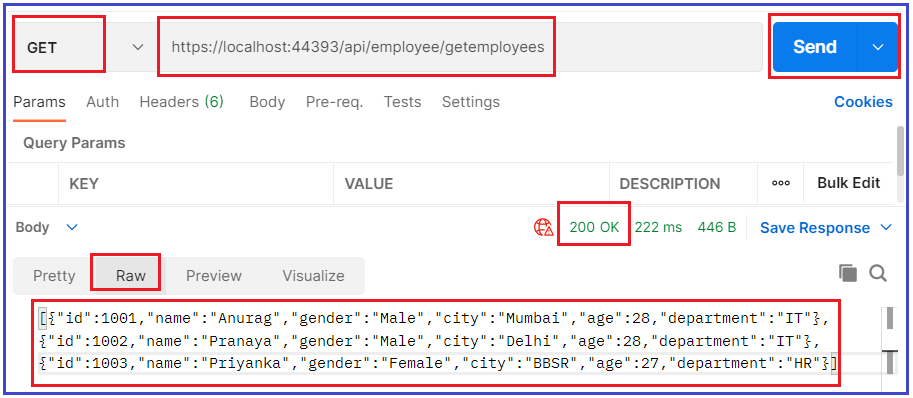 GET https://localhost:44393/api/employee/getemployees Send
Params Auth Headers (6) Body Pre-req. Tests Settings Cookies
Query Params
KEY VALUE DESCRIPTION ooo Bulk Edit
Body 200 OK 222 ms 446 B Save Response
Pretty Raw Preview Visualize
[{"id":1001,"name":"Anurag","gender":"Male","city":"Mumbai","age":28,"department":"IT"},
{"id":1002,"name":"Pranaya","gender":"Male","city":"Delhi","age":28,"department":"IT"},
{"id":1003,"name":"Priyanka","gender":"Female","city":"BBSR","age":27,"department":"HR"}]